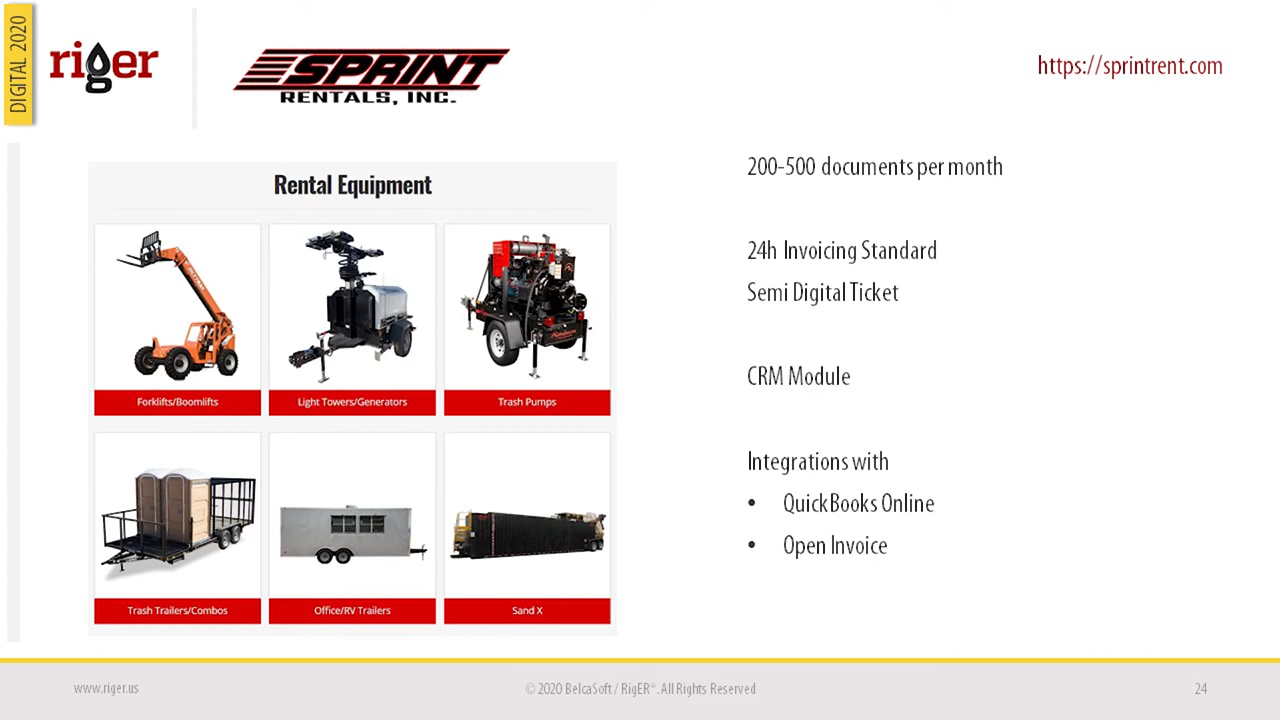 DIGITAL 2020
riger
SPRINT
RENTALS, INC.
https://sprintrent.com
Rental Equipment
Forklifts/Boomlifts
Light Towers/Generators
Trash Pumps
Trash Trailers/Combos
Office/RV Trailers
Sand X
200-500 documents per month
24h Invoicing Standard
Semi Digital Ticket
CRM Module
Integrations with
• QuickBooks Online
• Open Invoice
www.riger.us
© 2020 BelcaSoft / RigER®. All Rights Reserved
24